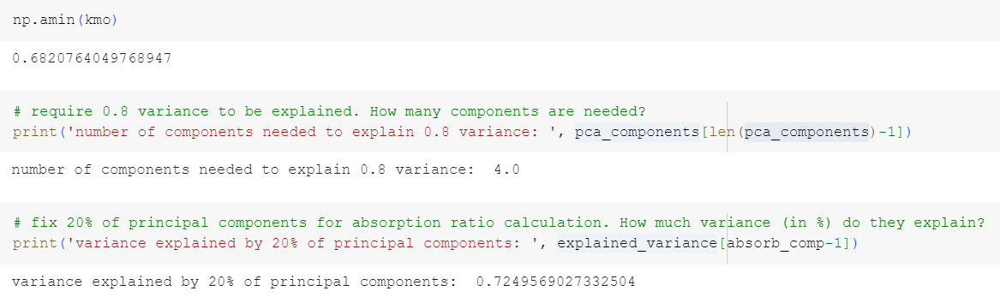 np.amin(kmo)
0.6820764049768947
# require 0.8 variance to be explained. How many components are needed?
print('number of components needed to explain 0.8 variance: ', pca_components[len(pca_components)-1])
number of components needed to explain 0.8 variance:  4.0
# fix 20% of principal components for absorption ratio calculation. How much variance (in %) do they explain?
print('variance explained by 20% of principal components: ', explained_variance[absorb_comp-1])
variance explained by 20% of principal components:  0.7249569027332504